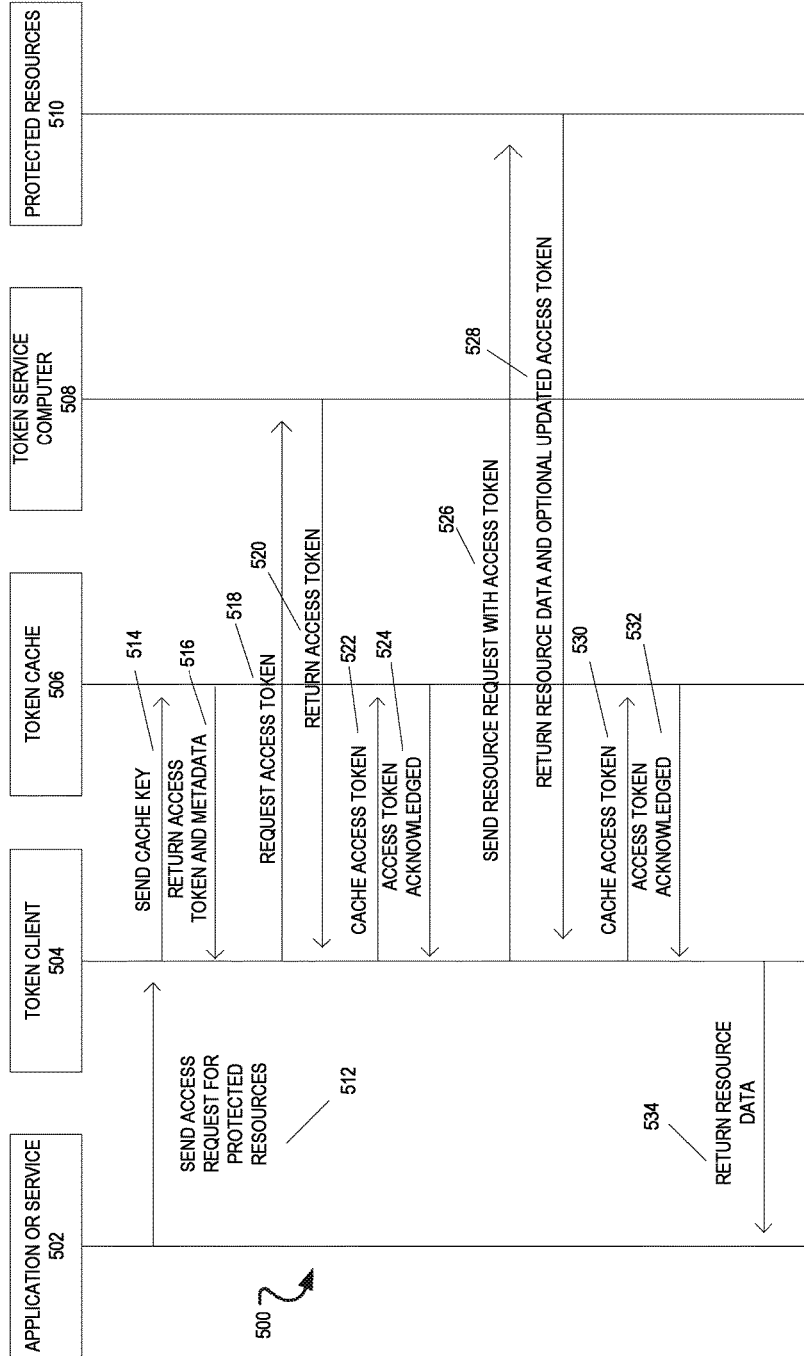 APPLICATION OR SERVICE
502
TOKEN CLIENT
504
TOKEN CACHE
506
TOKEN SERVICE
COMPUTER
508
PROTECTED RESOURCES
510
500
SEND ACCESS
REQUEST FOR
PROTECTED
RESOURCES
512
SEND CACHE KEY
514
RETURN ACCESS
TOKEN AND METADATA
516
REQUEST ACCESS TOKEN
518
RETURN ACCESS TOKEN
520
CACHE ACCESS TOKEN
522
ACCESS TOKEN
ACKNOWLEDGED
524
SEND RESOURCE REQUEST WITH ACCESS TOKEN
526
RETURN RESOURCE DATA AND OPTIONAL UPDATED ACCESS TOKEN
528
CACHE ACCESS TOKEN
530
ACCESS TOKEN
ACKNOWLEDGED
532
RETURN RESOURCE
DATA
534